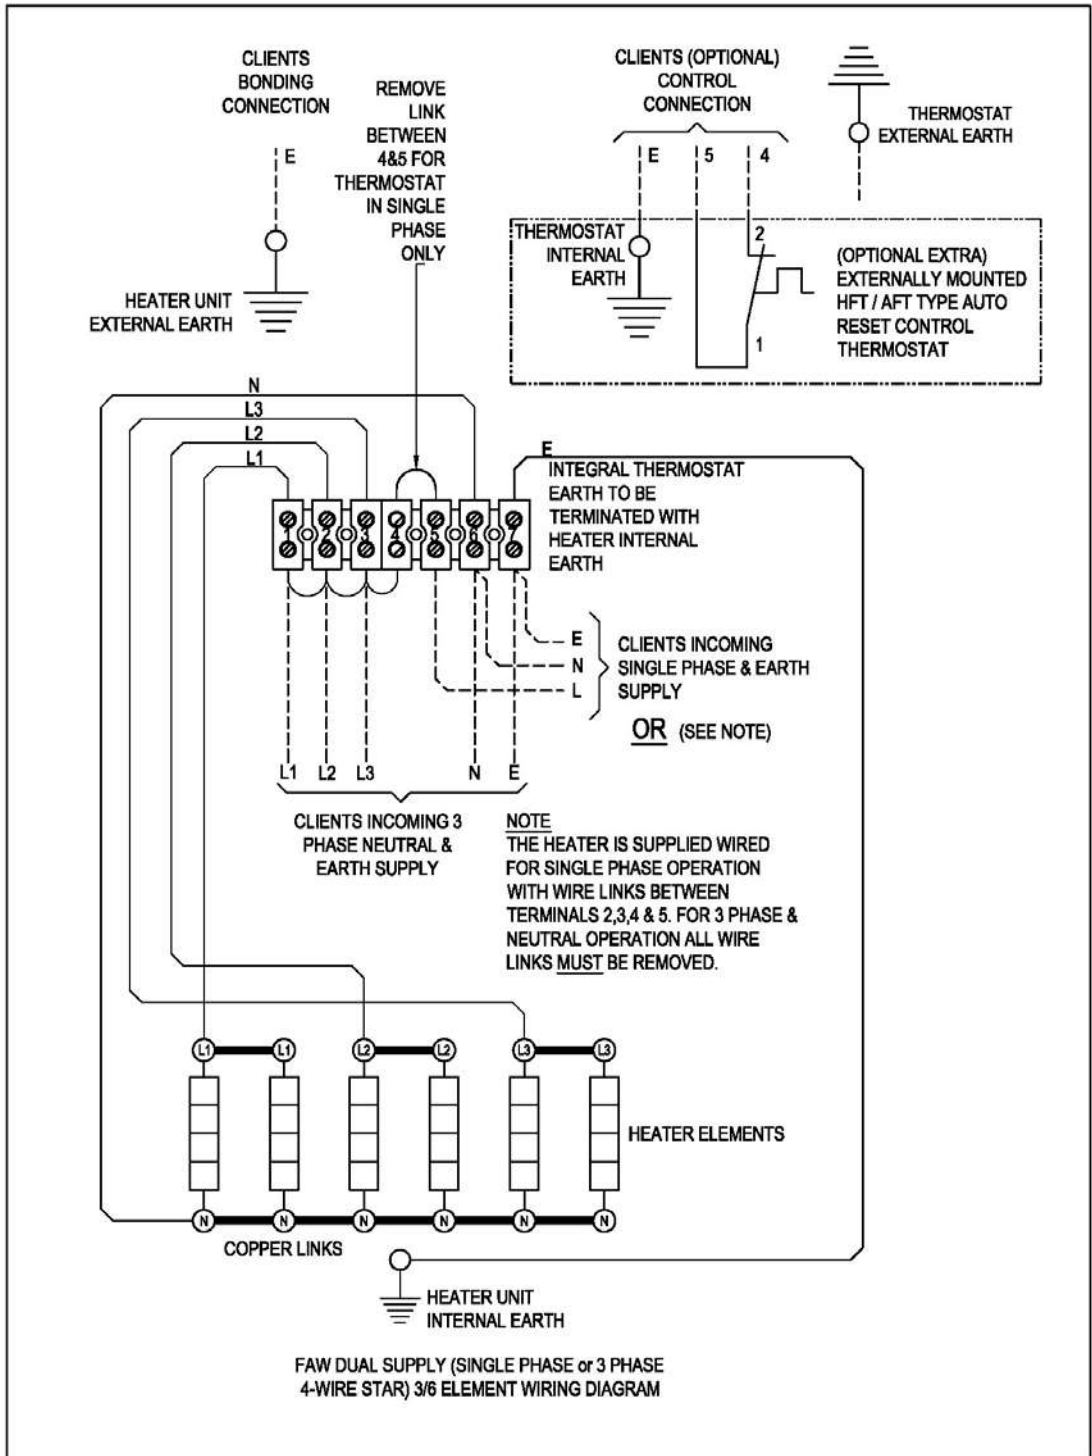 CLIENTS
BONDING
CONNECTION
E
HEATER UNIT
EXTERNAL EARTH
REMOVE
LINK
BETWEEN
4&5 FOR
THERMOSTAT
IN SINGLE
PHASE
ONLY
CLIENTS (OPTIONAL)
CONTROL
CONNECTION
E 5 4
THERMOSTAT
EXTERNAL EARTH
THERMOSTAT
INTERNAL
EARTH
2
1
(OPTIONAL EXTRA)
EXTERNALLY MOUNTED
HFT / AFT TYPE AUTO
RESET CONTROL
THERMOSTAT
N
L3
L2
L1
E
INTEGRAL THERMOSTAT
EARTH TO BE
TERMINATED WITH
HEATER INTERNAL
EARTH
1 2 3 4 5 6 7
E
N
L
CLIENTS INCOMING
SINGLE PHASE & EARTH
SUPPLY
OR (SEE NOTE)
L1 L2 L3 N E
CLIENTS INCOMING 3
PHASE NEUTRAL &
EARTH SUPPLY
NOTE
THE HEATER IS SUPPLIED WIRED
FOR SINGLE PHASE OPERATION
WITH WIRE LINKS BETWEEN
TERMINALS 2,3,4 & 5. FOR 3 PHASE &
NEUTRAL OPERATION ALL WIRE
LINKS MUST BE REMOVED.
L1 L1 L2 L2 L3 L3
HEATER ELEMENTS
N N N N N N
COPPER LINKS
HEATER UNIT
INTERNAL EARTH
FAW DUAL SUPPLY (SINGLE PHASE or 3 PHASE
4-WIRE STAR) 3/6 ELEMENT WIRING DIAGRAM